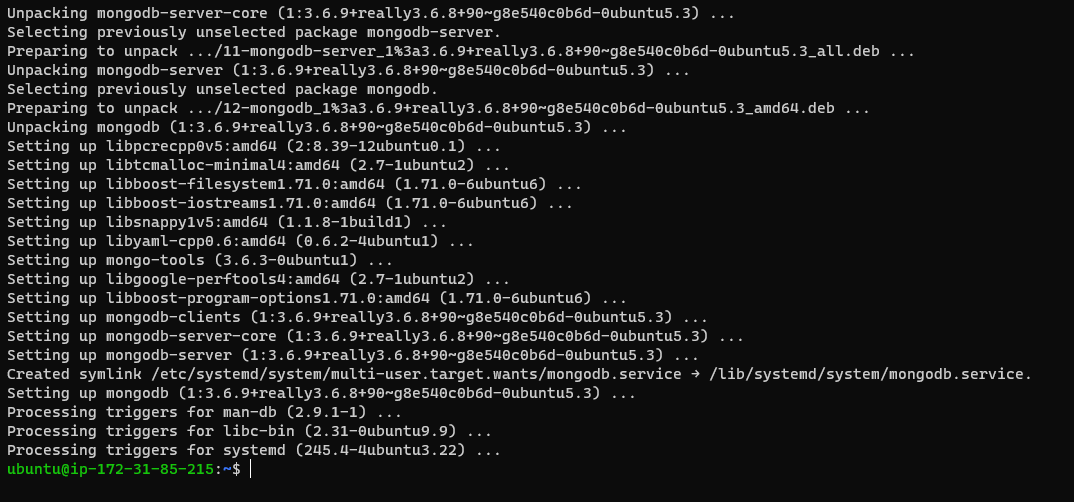 Unpacking mongodb-server-core (1:3.6.9+really3.6.8+90~g8e540c0b6d-0ubuntu5.3) ...
Selecting previously unselected package mongodb-server.
Preparing to unpack .../11-mongodb-server_1%3a3.6.9+really3.6.8+90~g8e540c0b6d-0ubuntu5.3_all.deb ...
Unpacking mongodb-server (1:3.6.9+really3.6.8+90~g8e540c0b6d-0ubuntu5.3) ...
Selecting previously unselected package mongodb.
Preparing to unpack .../12-mongodb_1%3a3.6.9+really3.6.8+90~g8e540c0b6d-0ubuntu5.3_amd64.deb ...
Unpacking mongodb (1:3.6.9+really3.6.8+90~g8e540c0b6d-0ubuntu5.3) ...
Setting up libpcrecpp0v5:amd64 (2:8.39-12ubuntu0.1) ...
Setting up libtcmalloc-minimal4:amd64 (2.7-1ubuntu2) ...
Setting up libboost-filesystem1.71.0:amd64 (1.71.0-6ubuntu6) ...
Setting up libboost-iostreams1.71.0:amd64 (1.71.0-6ubuntu6) ...
Setting up libsnappy1v5:amd64 (1.1.8-1build1) ...
Setting up libyaml-cpp0.6:amd64 (0.6.2-4ubuntu1) ...
Setting up mongo-tools (3.6.3-0ubuntu1) ...
Setting up libgoogle-perftools4:amd64 (2.7-1ubuntu2) ...
Setting up libboost-program-options1.71.0:amd64 (1.71.0-6ubuntu6) ...
Setting up mongodb-clients (1:3.6.9+really3.6.8+90~g8e540c0b6d-0ubuntu5.3) ...
Setting up mongodb-server-core (1:3.6.9+really3.6.8+90~g8e540c0b6d-0ubuntu5.3) ...
Setting up mongodb-server (1:3.6.9+really3.6.8+90~g8e540c0b6d-0ubuntu5.3) ...
Created symlink /etc/systemd/system/multi-user.target.wants/mongodb.service → /lib/systemd/system/mongodb.service.
Setting up mongodb (1:3.6.9+really3.6.8+90~g8e540c0b6d-0ubuntu5.3) ...
Processing triggers for man-db (2.9.1-1) ...
Processing triggers for libc-bin (2.31-0ubuntu9.9) ...
Processing triggers for systemd (245.4-4ubuntu3.22) ...
ubuntu@ip-172-31-85-215:~$